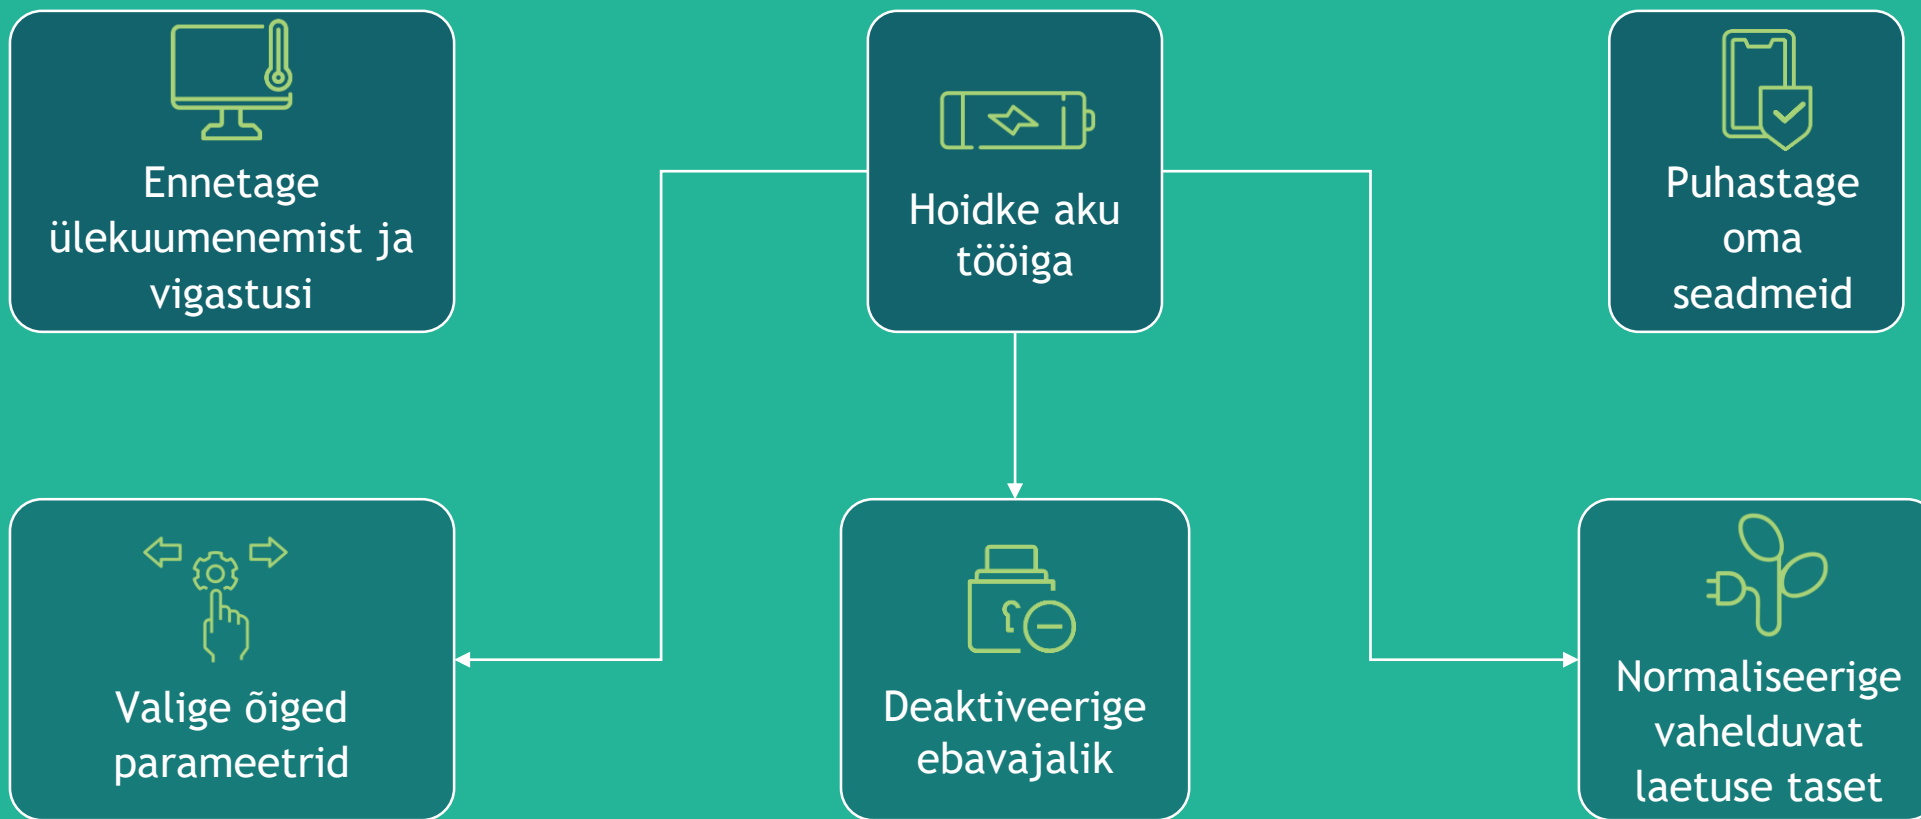 Ennetage
ülekuumenemist ja
vigastusi
Hoidke aku
tööiga
Puhastage
oma
seadmeid
Valige õiged
parameetrid
Deaktiveerige
ebavajalik
Normaliseerige
vahelduvat
laetuse taset